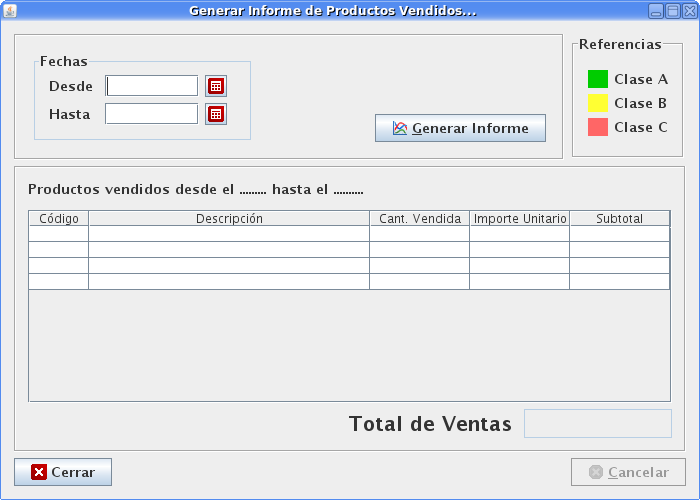 Generar Informe de Productos Vendidos...
Fechas
Desde
Hasta
Generar Informe
Referencias
Clase A
Clase B
Clase C
Productos vendidos desde el ......... hasta el ..........
Código Descripción Cant. Vendida Importe Unitario Subtotal
Total de Ventas
Cerrar
Cancelar